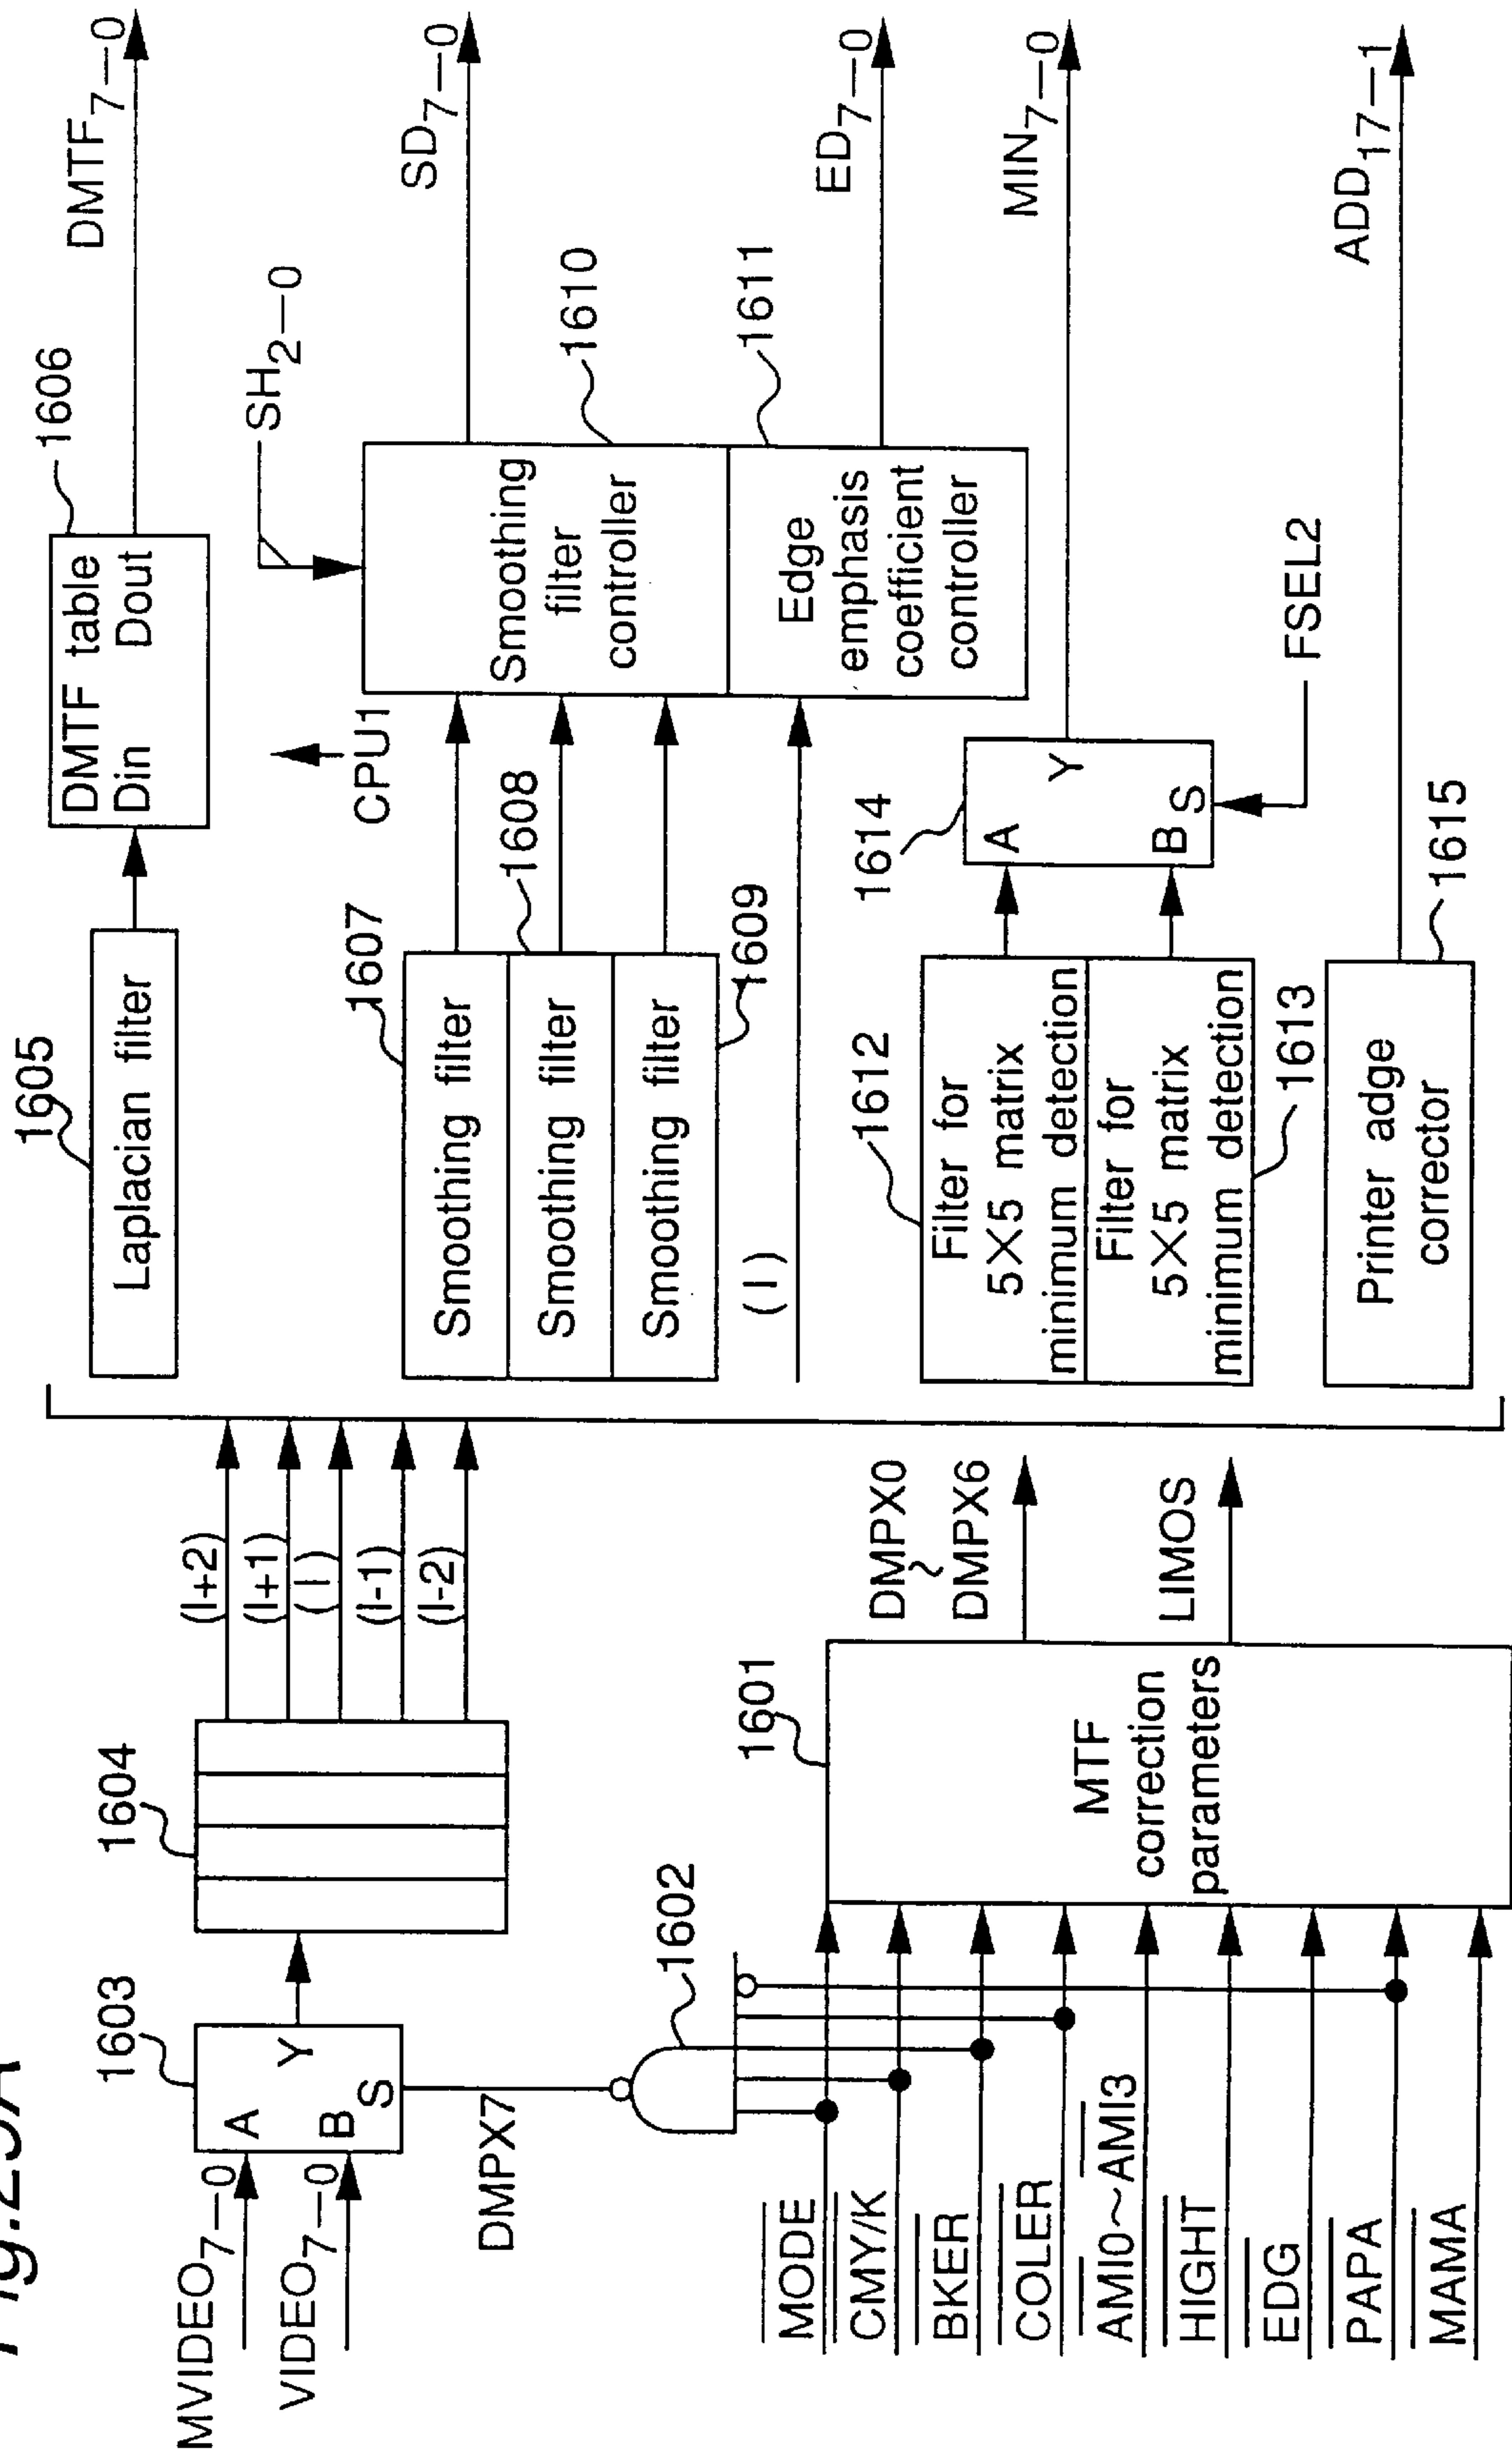 MVIDEO7—0
VIDEO7—0
A
B
S
Y
1603
1604
(I+2)
(I+1)
(I)
(I-1)
(I-2)
DMPX7
1602
MODE
CMY/K
BKER
COLER
AMI0~AMI3
HIGHT
EDG
PAPA
MAMA
1601
MTF
correction
parameters
DMPX0
~
DMPX6
LIMOS
1605
Laplacian filter
1606
DMTF table
Din Dout
DMTF7—0
CPU1
1607
Smoothing filter
1608
Smoothing filter
Smoothing filter
1609
(I)
SH2—0
Smoothing
filter
controller
1610
SD7—0
Edge
emphasis
coefficient
controller
1611
ED7—0
1612
Filter for
5×5 matrix
minimum detection
Filter for
5×5 matrix
minimum detection
1613
1614
A
B
S
Y
FSEL2
MIN7—0
Printer adge
corrector
1615
ADD17—1